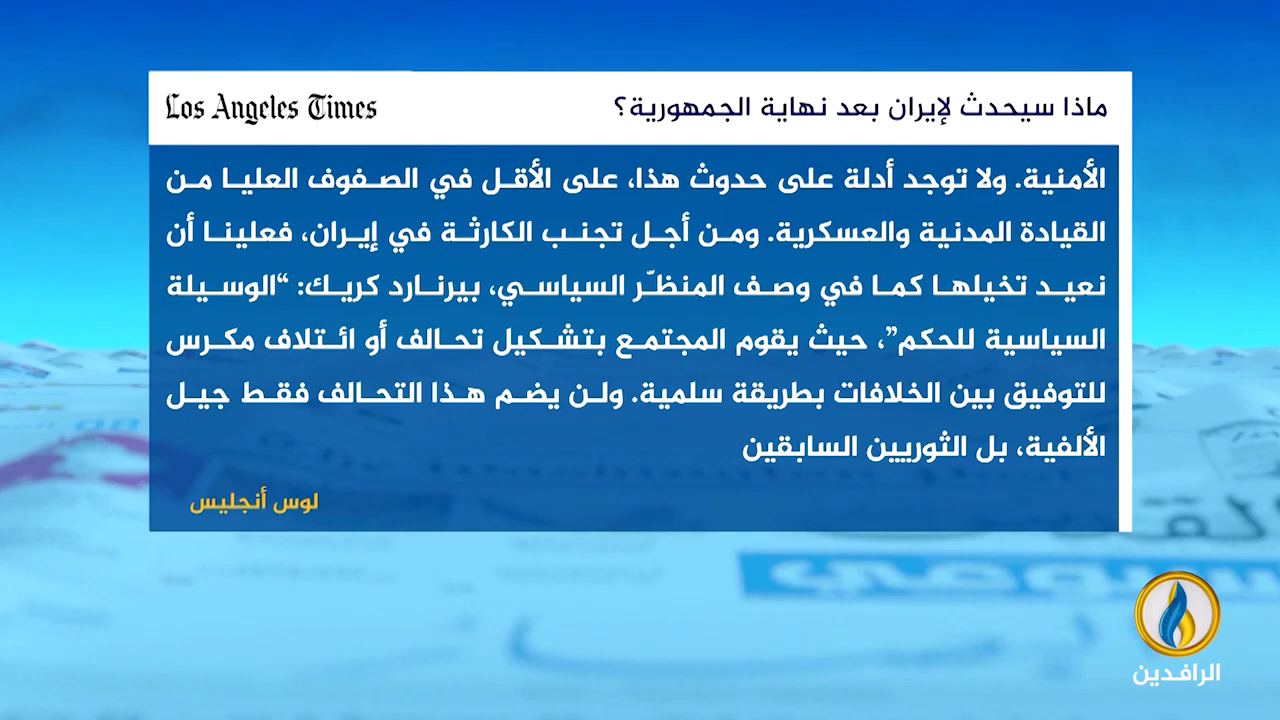 ماذا سيحدث لإيران بعد نهاية الجمهورية؟
Los Angeles Times
الأمنية. ولا توجد أدلة على حدوث هذا، على الأقل في الصفوف العليا من
القيادة المدنية والعسكرية. ومن أجل تجنب الكارثة في إيران، فعلينا أن
نعيد تخيلها كما في وصف المنظّر السياسي، بيرنارد كريك: “الوسيلة
السياسية للحكم”، حيث يقوم المجتمع بتشكيل تحالف أو ائتلاف مكرس
للتوفيق بين الخلافات بطريقة سلمية. ولن يضم هذا التحالف فقط جيل
الألفية، بل الثوريين السابقين
لوس أنجليس
الرافدين